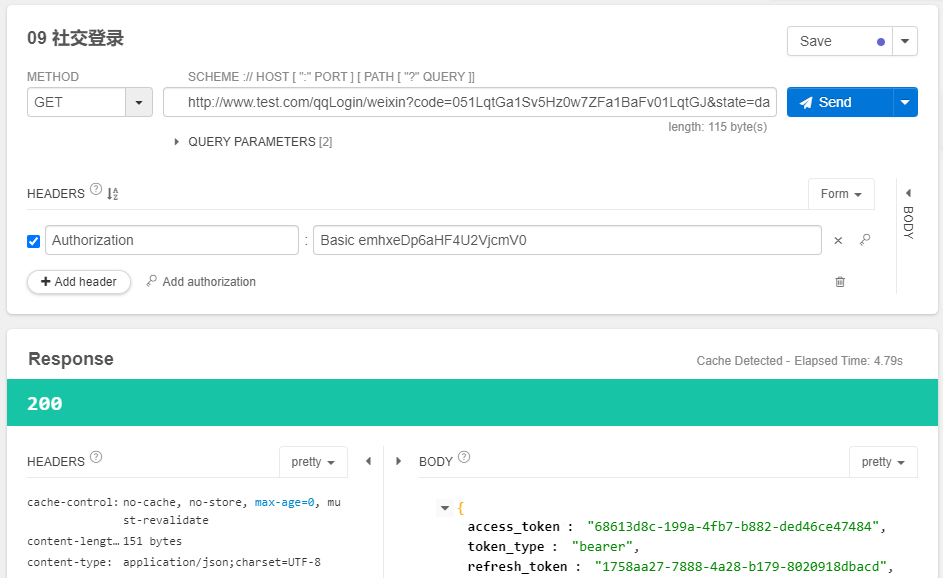 09 社交登录
Save
METHOD
SCHEME :// HOST [ ":" PORT ] [ PATH [ "?" QUERY ]]
GET
http://www.test.com/qqLogin/weixin?code=051LqtGa1Sv5Hz0w7ZFa1BaFv01LqtGJ&state=da
Send
length: 115 byte(s)
QUERY PARAMETERS [2]
HEADERS ?
Form
BODY
Authorization : Basic emhxeDp6aHF4U2VjcmV0
Add header
Add authorization
Response
Cache Detected - Elapsed Time: 4.79s
200
HEADERS ?
pretty
BODY ?
pretty
cache-control: no-cache, no-store, max-age=0, mu
st-revalidate
content-lengt… 151 bytes
content-type: application/json;charset=UTF-8
{
access_token : "68613d8c-199a-4fb7-b882-ded46ce47484",
token_type : "bearer",
refresh_token : "1758aa27-7888-4a28-b179-8020918dbacd",